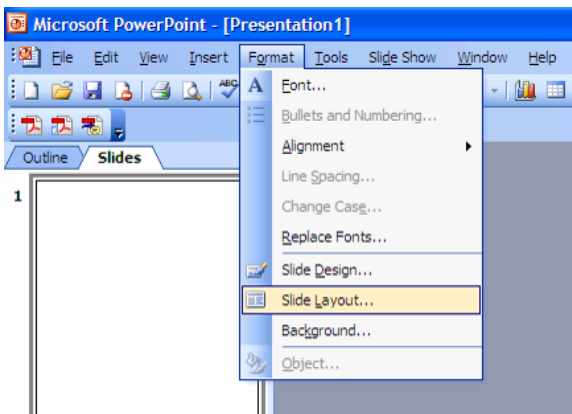 Microsoft PowerPoint - [Presentation1]
File Edit View Insert Format Tools Slide Show Window Help
ABC
A Font...
Bullets and Numbering...
Alignment
Line Spacing...
Change Case...
Replace Fonts...
Slide Design...
Slide Layout...
Background...
Object...
Outline Slides
1